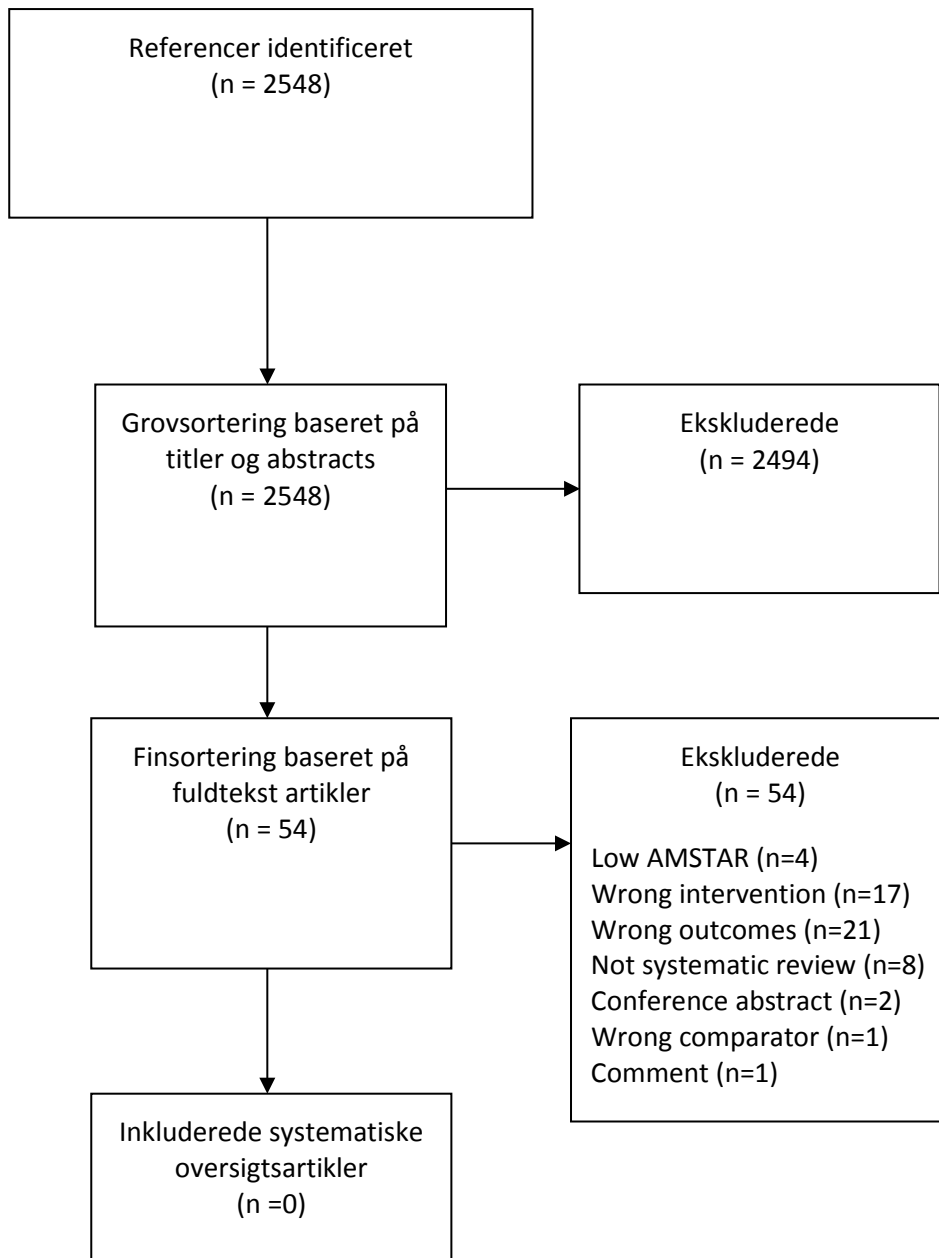 Referencer identificeret
(n = 2548)
Grovsortering baseret på
titler og abstracts
(n = 2548)
Ekskluderede
(n = 2494)
Finsortering baseret på
fuldtekst artikler
(n = 54)
Ekskluderede
(n = 54)
Low AMSTAR (n=4)
Wrong intervention (n=17)
Wrong outcomes (n=21)
Not systematic review (n=8)
Conference abstract (n=2)
Wrong comparator (n=1)
Comment (n=1)
Inkluderede systematiske
oversigtsartikler
(n =0)